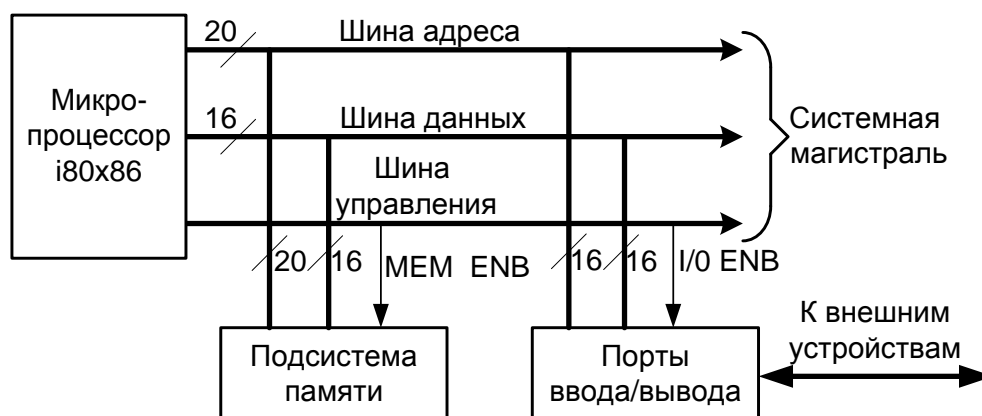 20
Шина адреса
Микро-
процессор
i80x86
16
Шина данных
Системная
магистраль
Шина
управления
20
16
MEM ENB
16
16
I/0 ENB
Подсистема
памяти
Порты
ввода/вывода
К внешним
устройствам